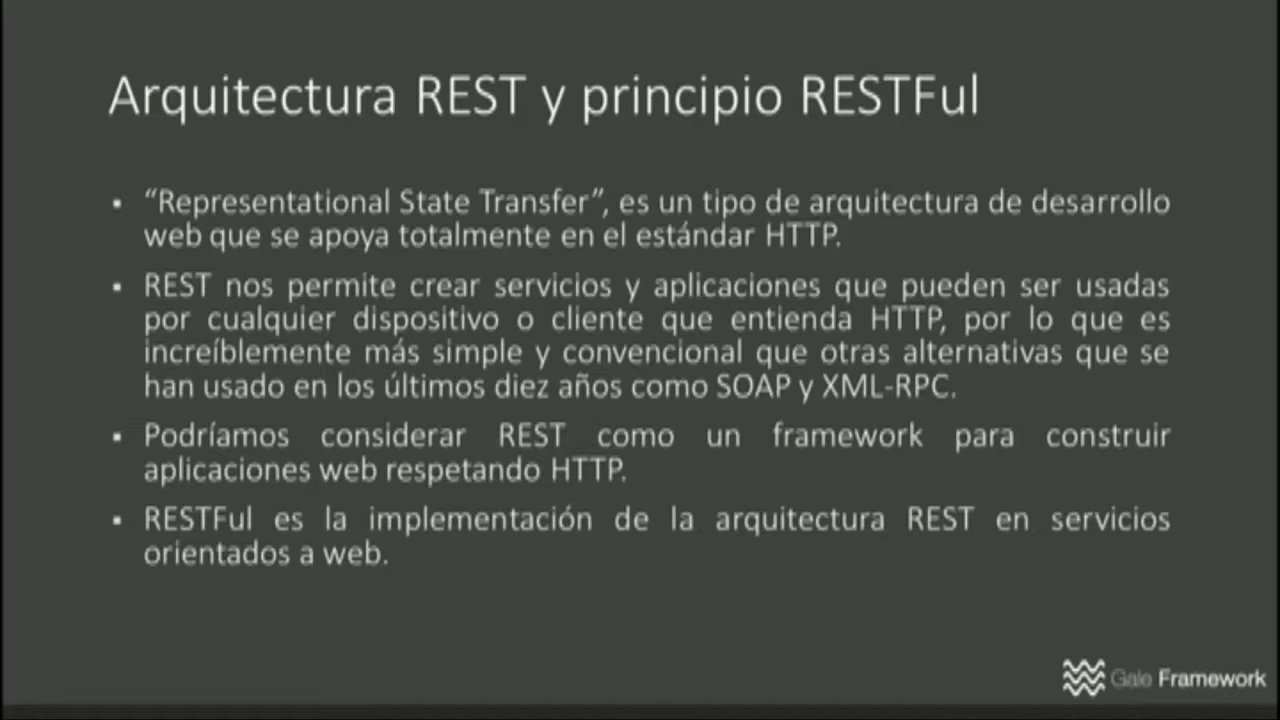 Arquitectura REST y principio RESTFul
▪ “Representational State Transfer”, es un tipo de arquitectura de desarrollo
web que se apoya totalmente en el estándar HTTP.
▪ REST nos permite crear servicios y aplicaciones que pueden ser usadas
por cualquier dispositivo o cliente que entienda HTTP, por lo que es
increíblemente más simple y convencional que otras alternativas que se
han usado en los últimos diez años como SOAP y XML-RPC.
▪ Podríamos considerar REST como un framework para construir
aplicaciones web respetando HTTP.
▪ RESTFul es la implementación de la arquitectura REST en servicios
orientados a web.
Gale Framework